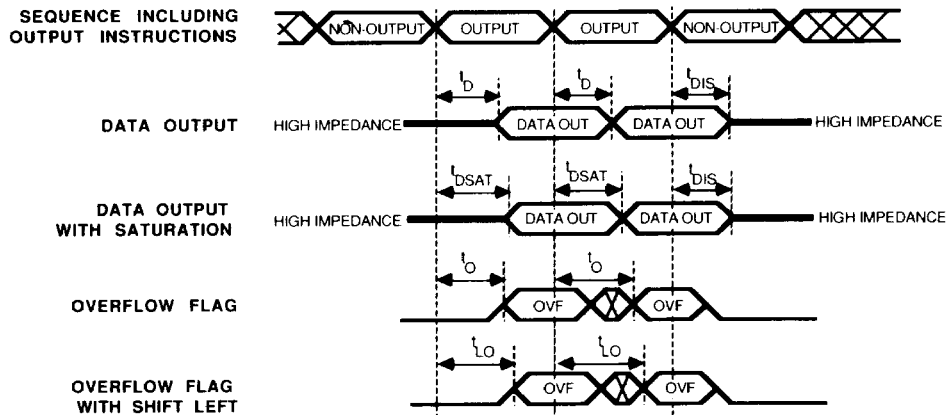 SEQUENCE INCLUDING
OUTPUT INSTRUCTIONS
NON-OUTPUT OUTPUT OUTPUT NON-OUTPUT
tD tD tDIS
DATA OUTPUT HIGH IMPEDANCE DATA OUT DATA OUT HIGH IMPEDANCE
tDSAT tDSAT tDIS
DATA OUTPUT
WITH SATURATION
HIGH IMPEDANCE DATA OUT DATA OUT HIGH IMPEDANCE
tO tO
OVERFLOW FLAG OVF OVF
tLO tLO
OVERFLOW FLAG
WITH SHIFT LEFT
OVF OVF